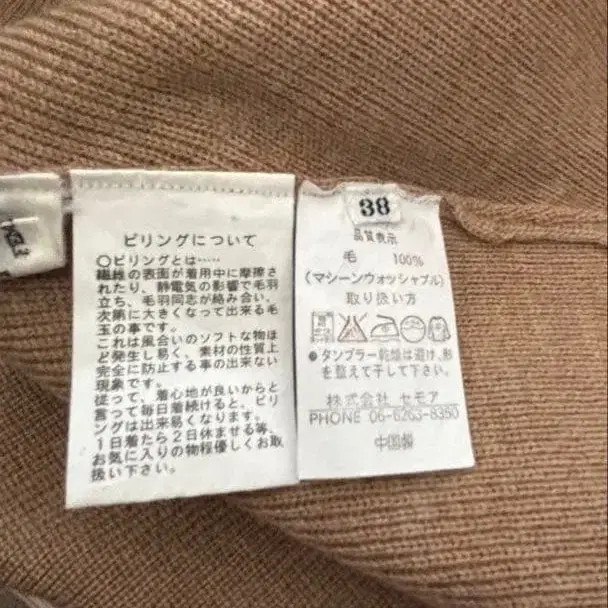 ピリングについて
○ピリングとは‥‥‥
繊維の表面が着用中に摩擦さ
れたり、静電気の影響で毛羽
立ち、毛羽同志が絡み合い、
次第に大きくなって出来る毛
玉の事です。
これは風合いのソフトな物ほ
ど発生し易く、素材の性質上
完全に防止する事の出来ない
現象です。
従って、着心地が良いからと
言って毎日着続けると、ピリ
ングは出来易くなります。
1日着たら2日休ませる等、
お気に入りの物程優しくお取
扱い下さい。
38
品質表示
毛 100%
(マシーンウォッシャブル)
取り扱い方
●タンブラー乾燥は避け、形
を整えて干して下さい。
株式会社 セモア
PHONE 06-6263-8350
中国製